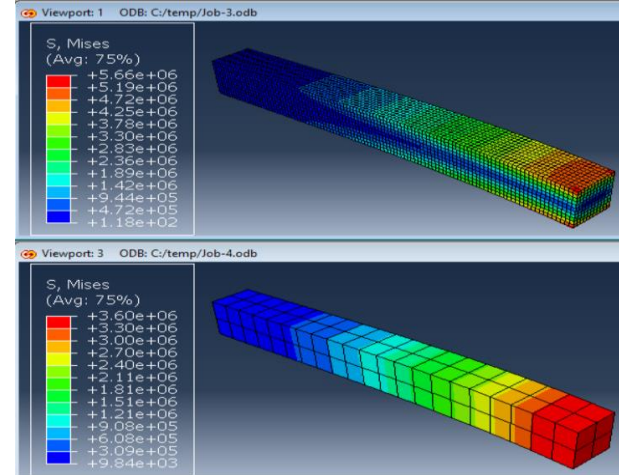 Viewport: 1 ODB: C:/temp/Job-3.odb
S, Mises
(Avg: 75%)
+5.66e+06
+5.19e+06
+4.72e+06
+4.25e+06
+3.78e+06
+3.30e+06
+2.83e+06
+2.36e+06
+1.89e+06
+1.42e+06
+9.44e+05
+4.72e+05
+1.18e+02
Viewport: 3 ODB: C:/temp/Job-4.odb
S, Mises
(Avg: 75%)
+3.60e+06
+3.30e+06
+3.00e+06
+2.70e+06
+2.40e+06
+2.11e+06
+1.81e+06
+1.51e+06
+1.21e+06
+9.08e+05
+6.08e+05
+3.09e+05
+9.84e+03